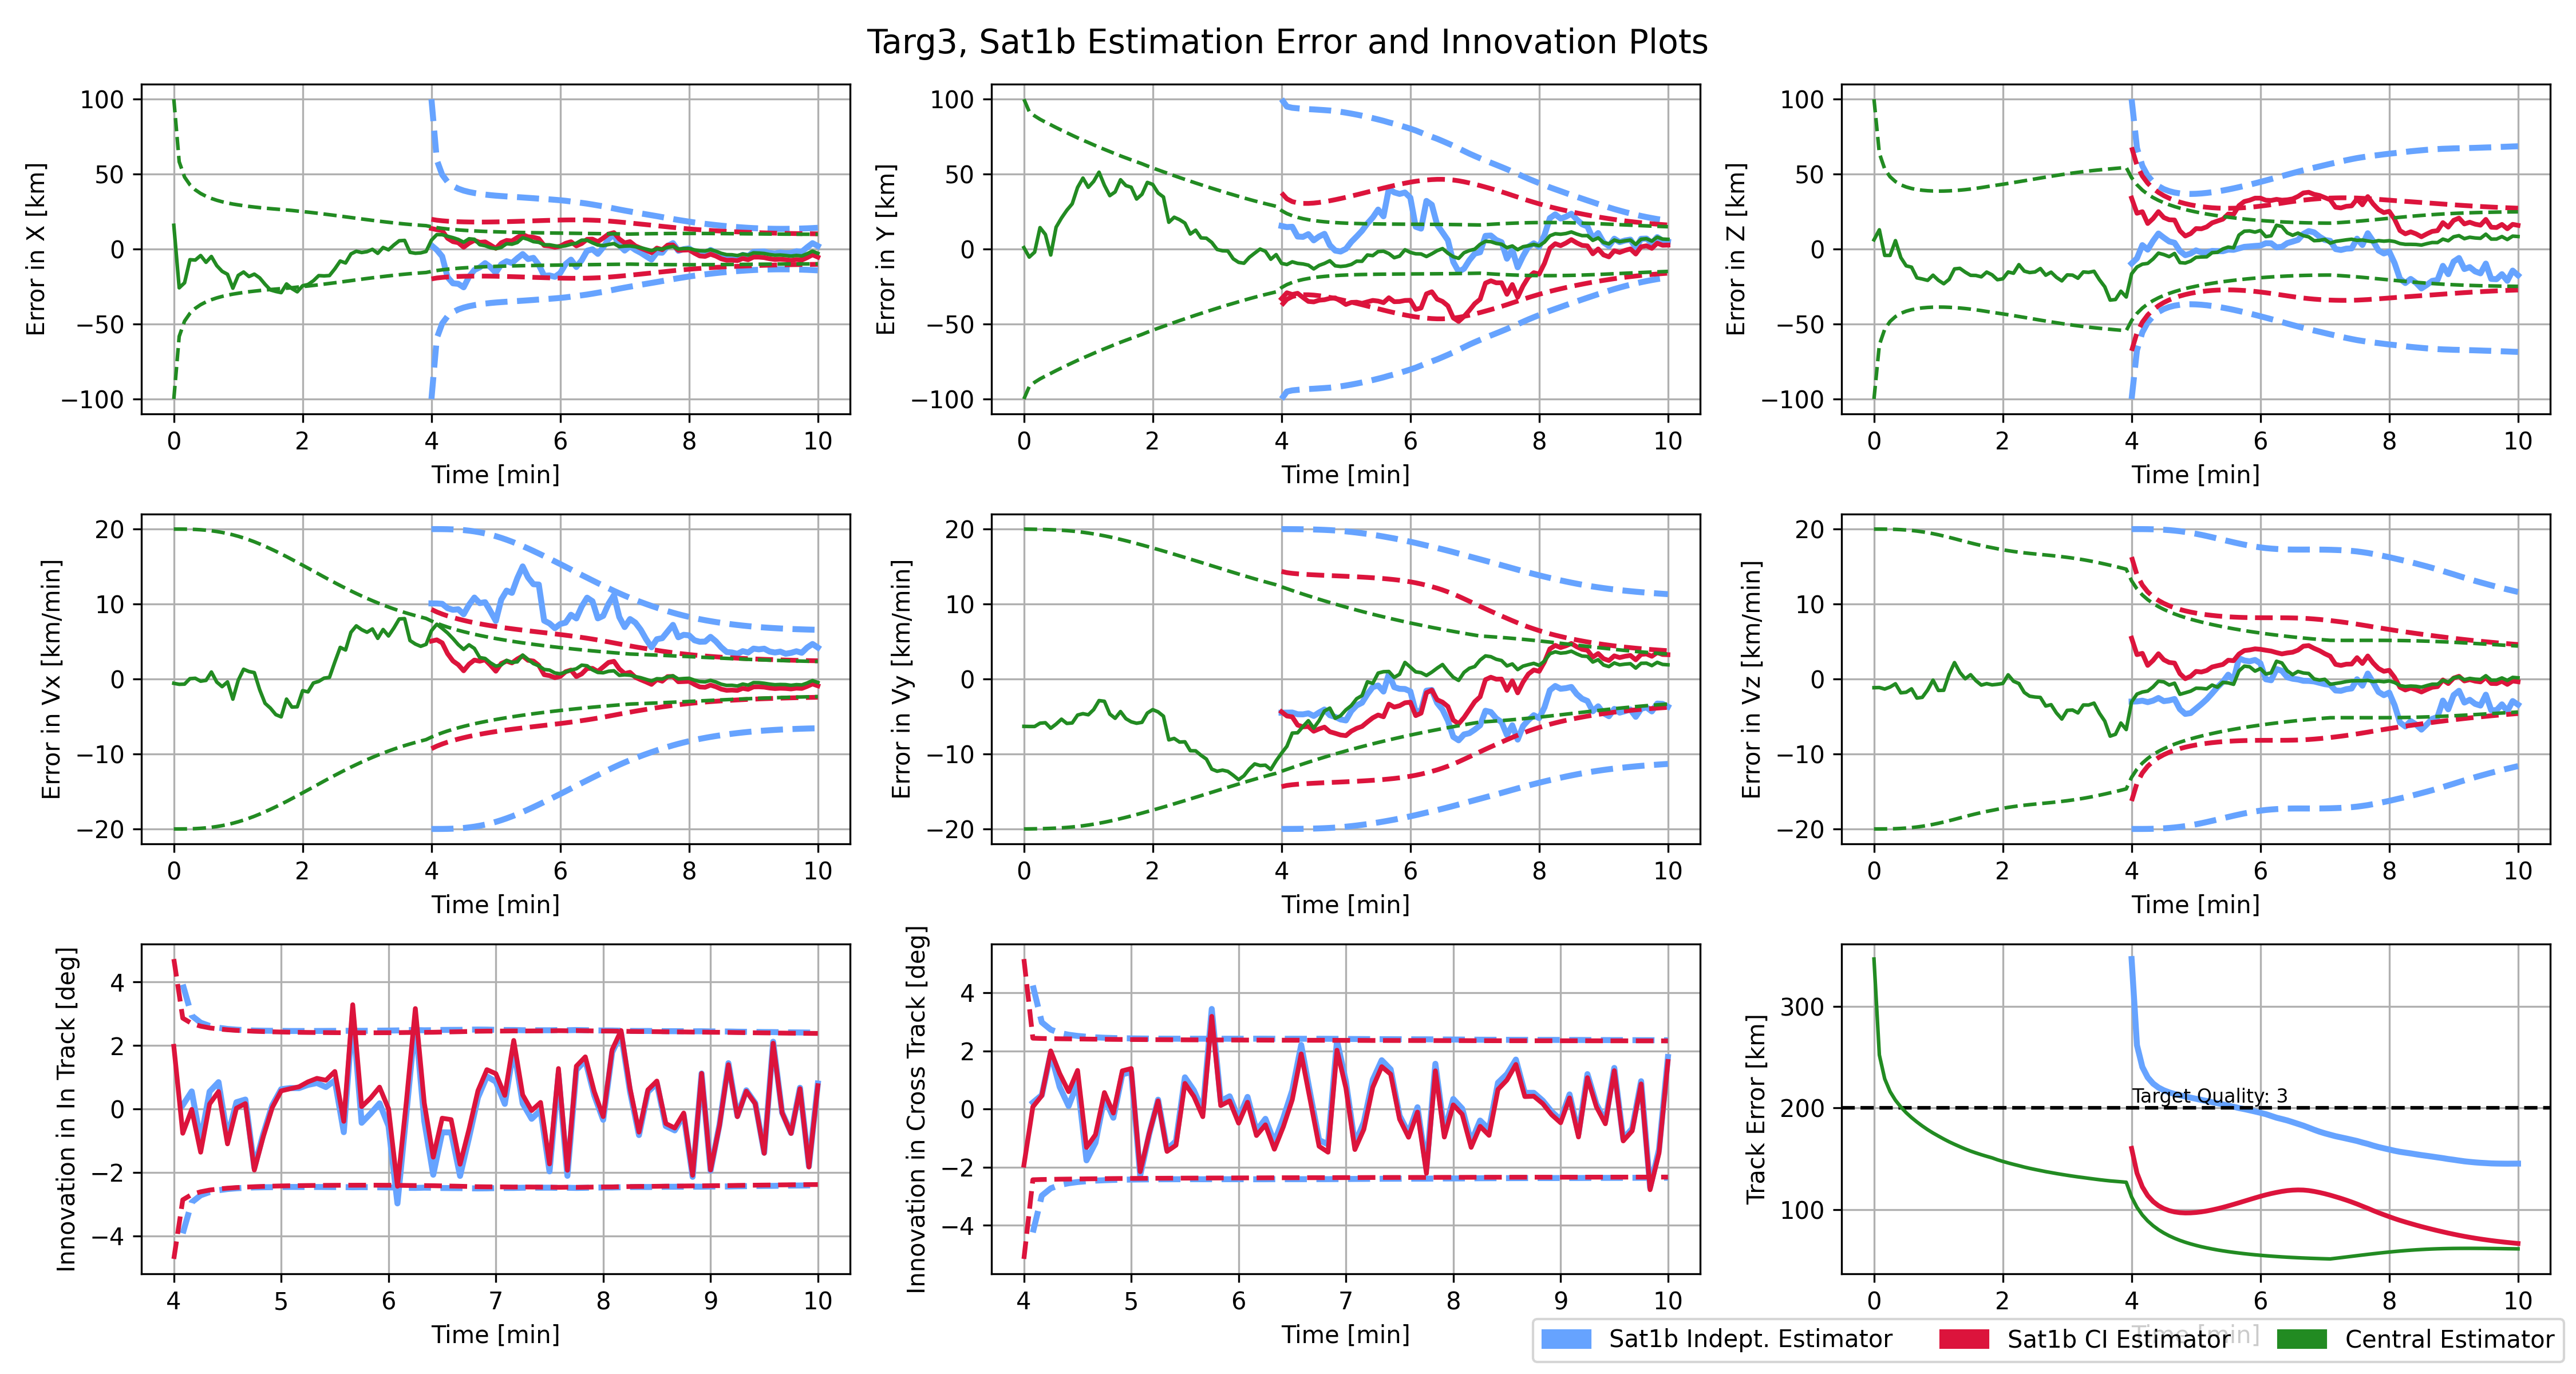 Targ3, Sat1b Estimation Error and Innovation Plots
Error in X [km]
100
50
0
−50
−100
0 2 4 6 8 10
Time [min]
Error in Y [km]
100
50
0
−50
−100
0 2 4 6 8 10
Time [min]
Error in Z [km]
100
50
0
−50
−100
0 2 4 6 8 10
Time [min]
Error in Vx [km/min]
20
10
0
−10
−20
0 2 4 6 8 10
Time [min]
Error in Vy [km/min]
20
10
0
−10
−20
0 2 4 6 8 10
Time [min]
Error in Vz [km/min]
20
10
0
−10
−20
0 2 4 6 8 10
Time [min]
Innovation in In Track [deg]
4
2
0
−2
−4
4 5 6 7 8 9 10
Time [min]
Innovation in Cross Track [deg]
4
2
0
−2
−4
4 5 6 7 8 9 10
Time [min]
Track Error [km]
300
200
100
Target Quality: 3
0 2 4 6 8 10
Time [min]
Sat1b Indept. Estimator Sat1b CI Estimator Central Estimator